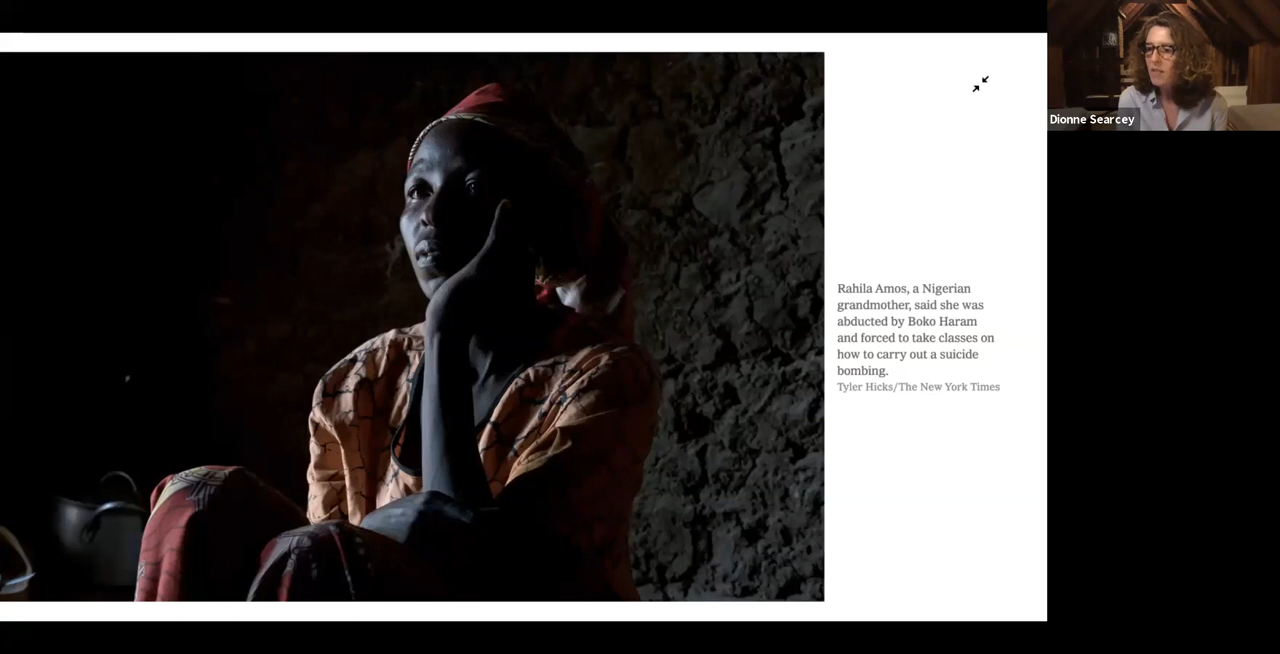 Dionne Searcey
Rahila Amos, a Nigerian
grandmother, said she was
abducted by Boko Haram
and forced to take classes on
how to carry out a suicide
bombing.
Tyler Hicks/The New York Times